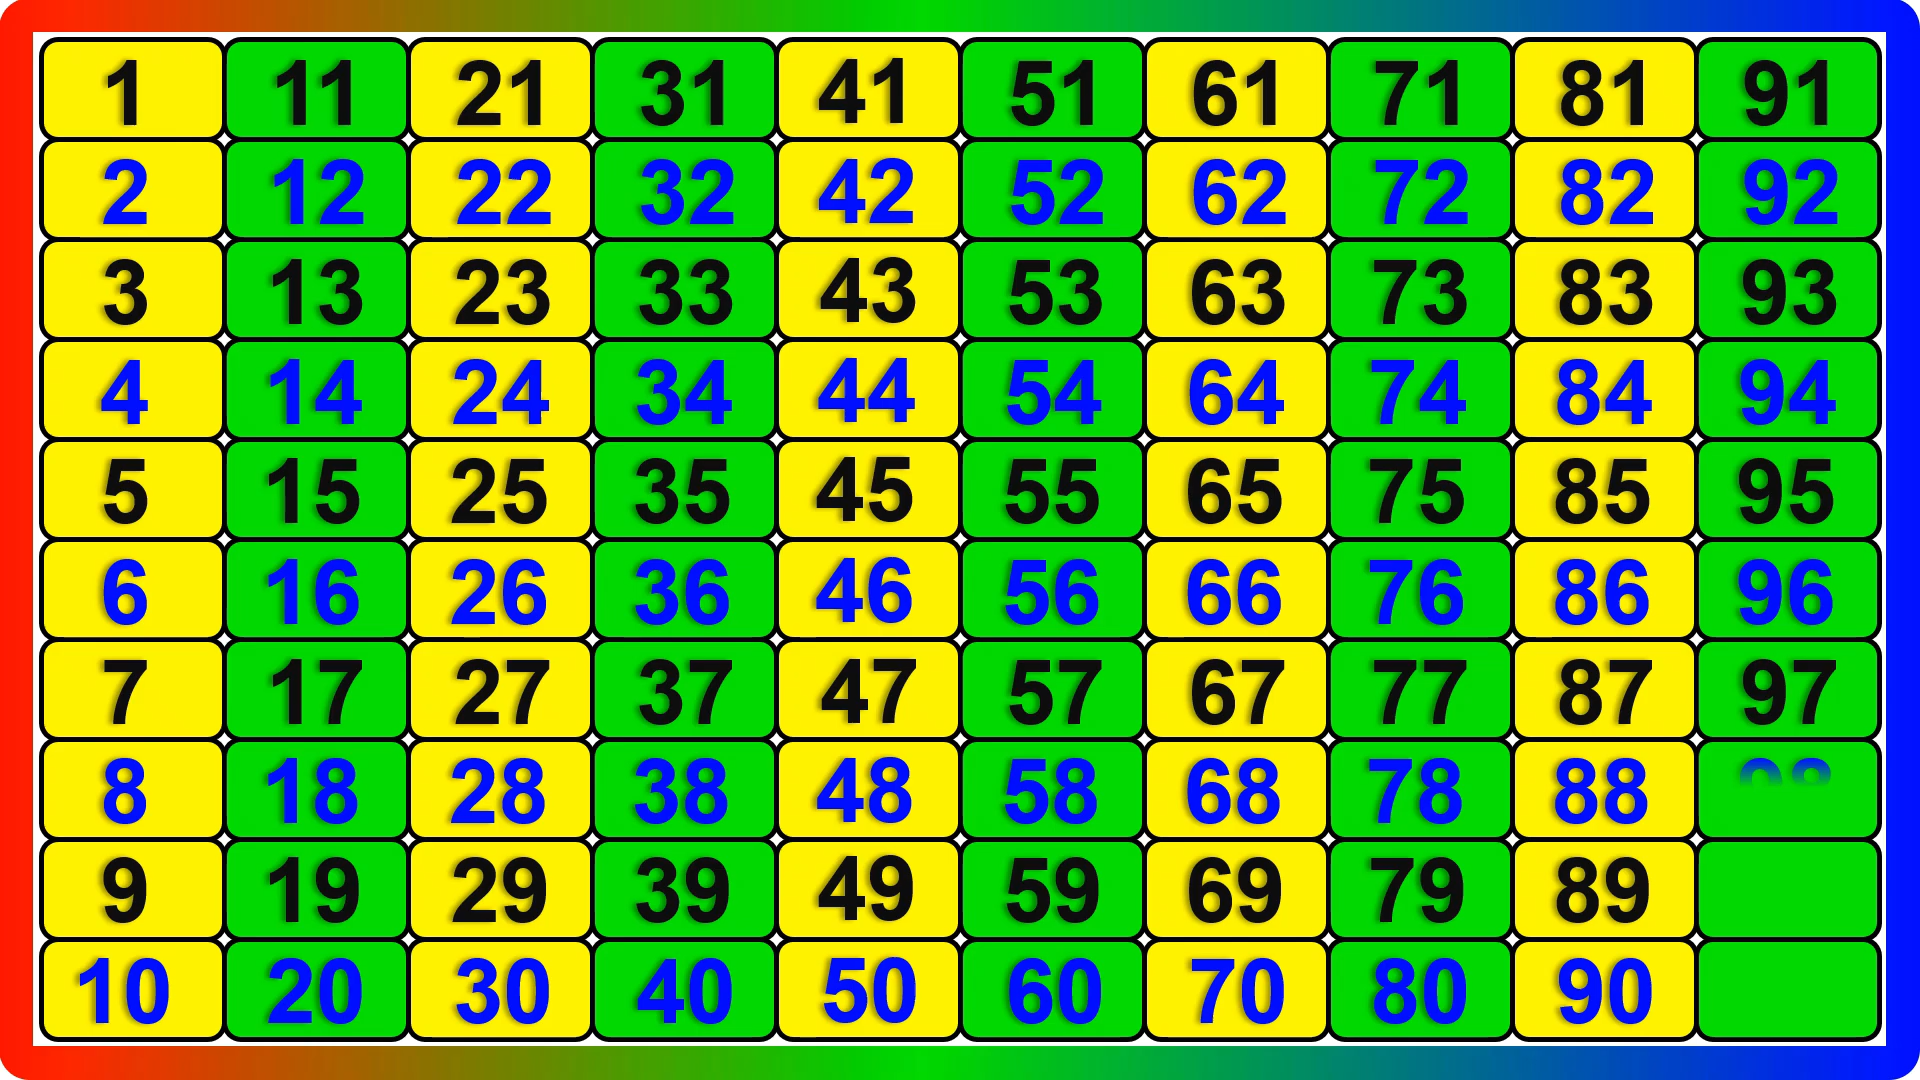 1 11 21 31 41 51 61 71 81 91
2 12 22 32 42 52 62 72 82 92
3 13 23 33 43 53 63 73 83 93
4 14 24 34 44 54 64 74 84 94
5 15 25 35 45 55 65 75 85 95
6 16 26 36 46 56 66 76 86 96
7 17 27 37 47 57 67 77 87 97
8 18 28 38 48 58 68 78 88
9 19 29 39 49 59 69 79 89
10 20 30 40 50 60 70 80 90